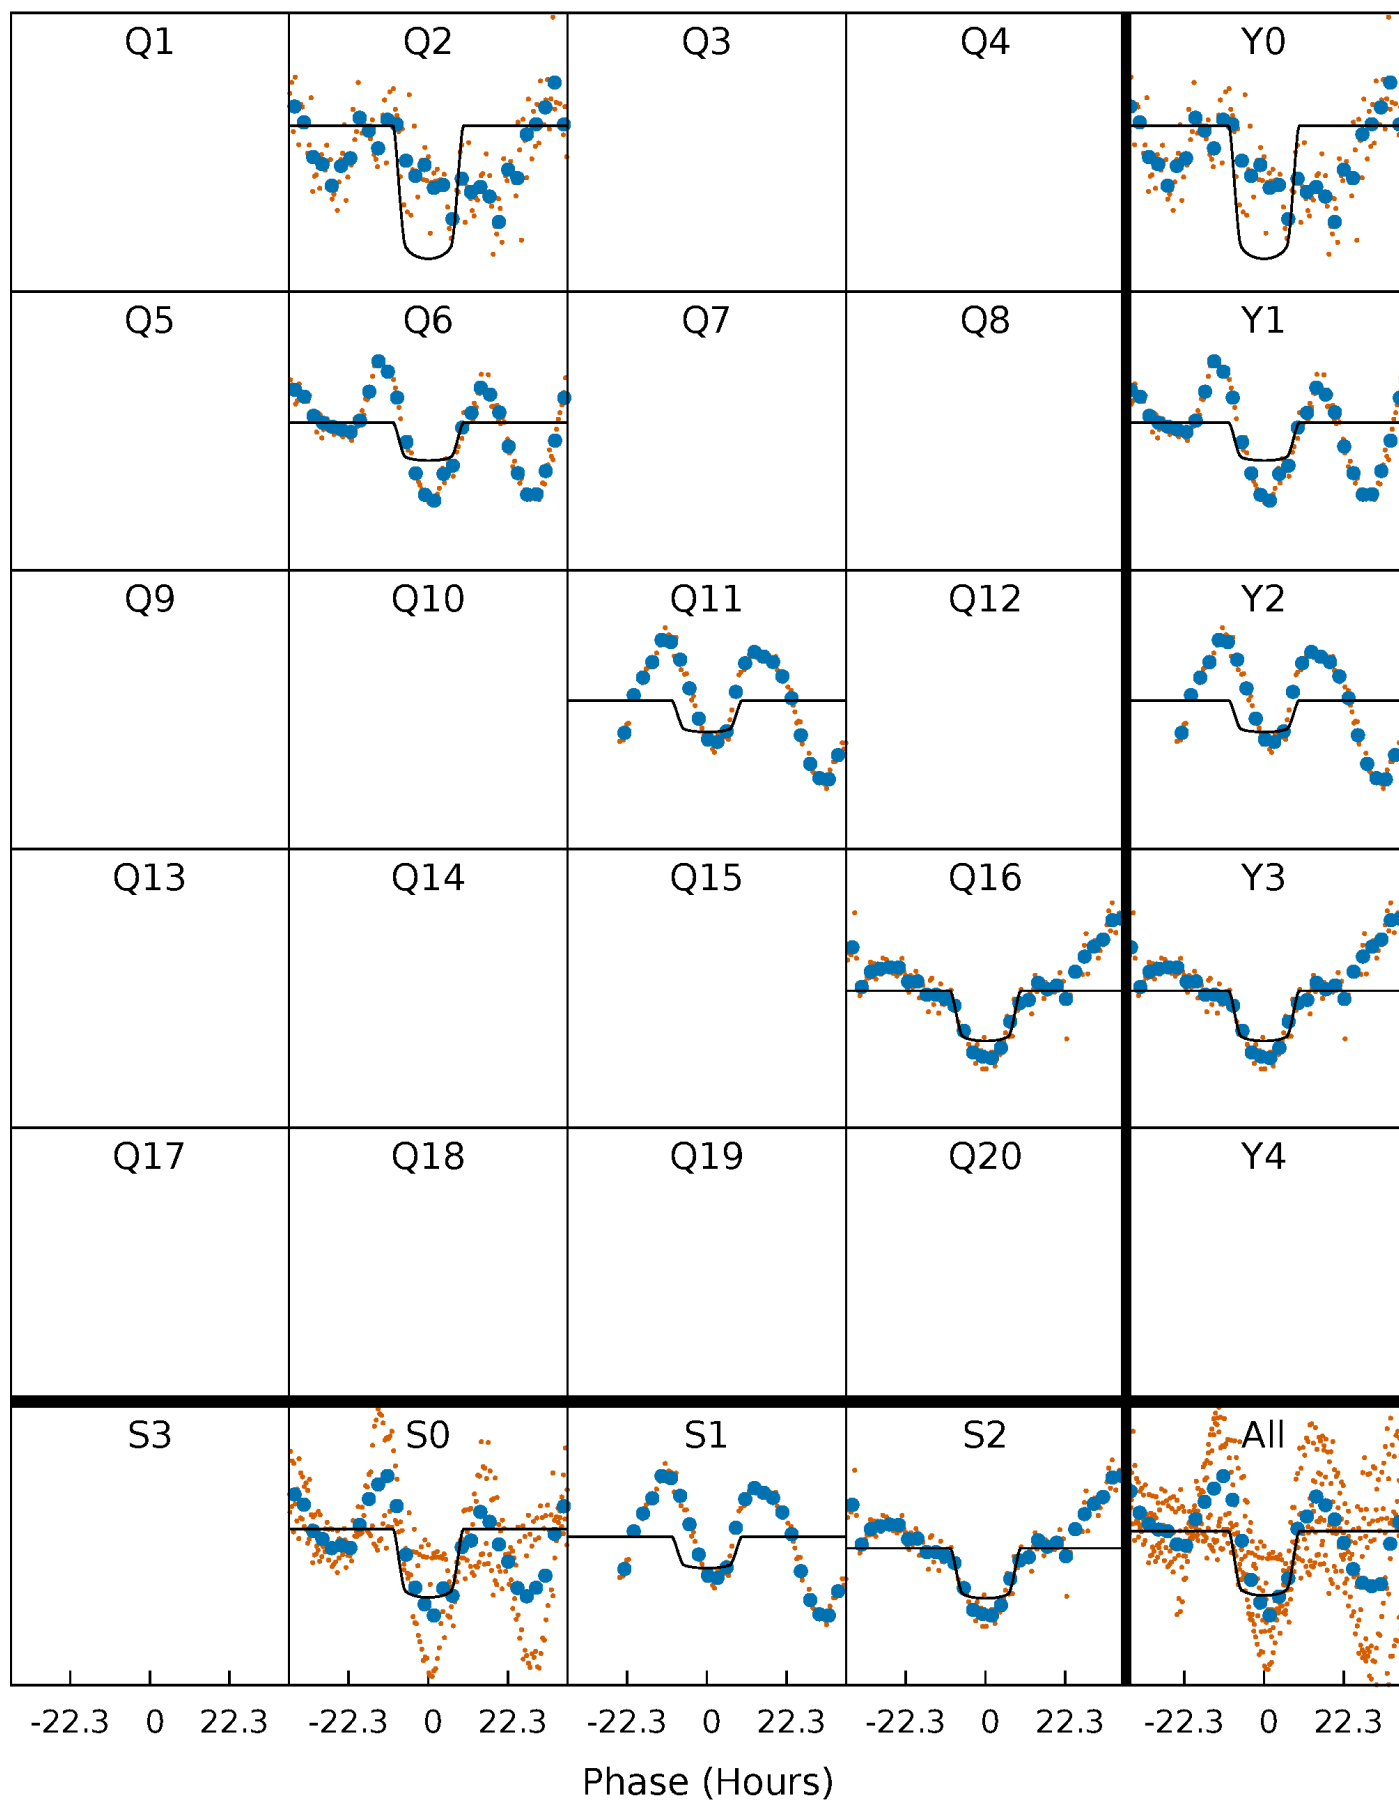 Q1 Q2 Q3 Q4 Y0
Q5 Q6 Q7 Q8 Y1
Q9 Q10 Q11 Q12 Y2
Q13 Q14 Q15 Q16 Y3
Q17 Q18 Q19 Q20 Y4
S3 S0 S1 S2 All
-22.3 0 22.3 -22.3 0 22.3 -22.3 0 22.3 -22.3 0 22.3 -22.3 0 22.3
Phase (Hours)